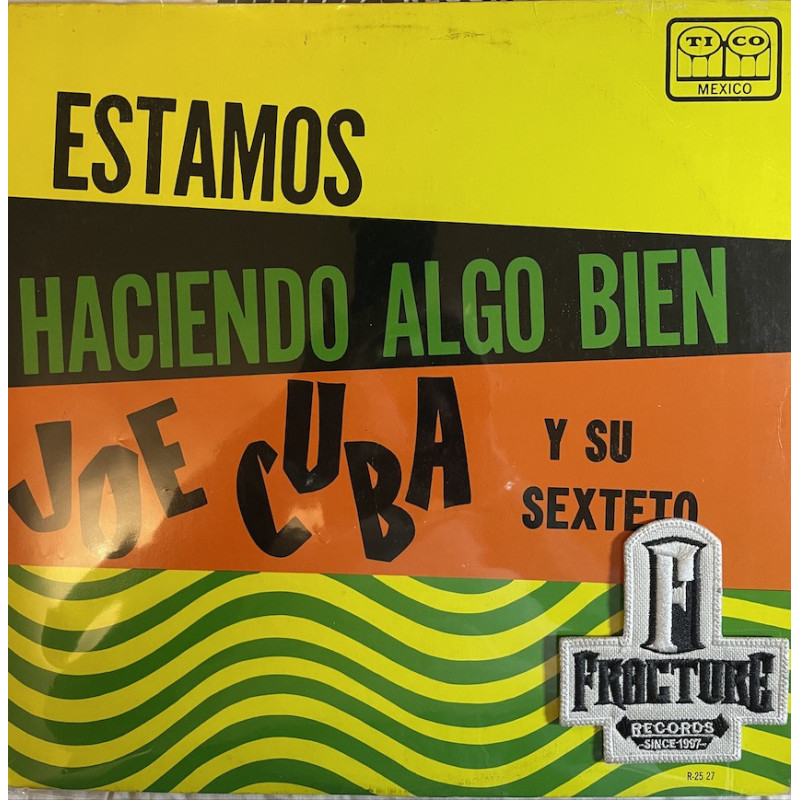 TICO
MEXICO
ESTAMOS
HACIENDO ALGO BIEN
JOE CUBA
Y SU
SEXTETO
F
FRACTURE
RECORDS
-SINCE 1997-
R-25 27